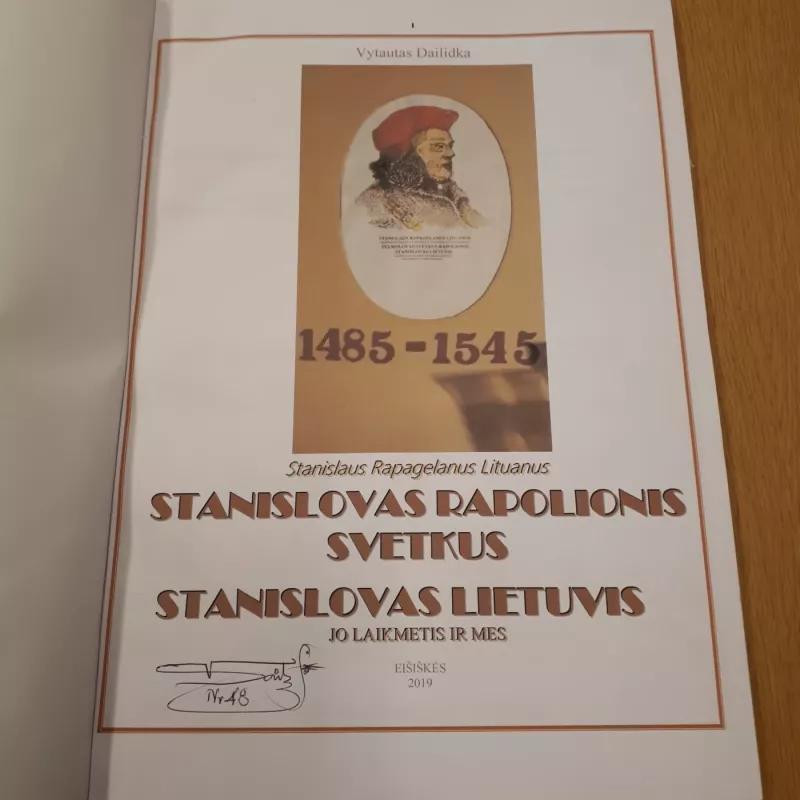 Vytautas Dailidka
1485-1545
Stanislaus Rapagelanus Lituanus
STANISLOVAS RAPOLIONIS
SVETKUS
STANISLOVAS LIETUVIS
JO LAIKMETIS IR MES
Nr 48
EIŠIŠKĖS
2019